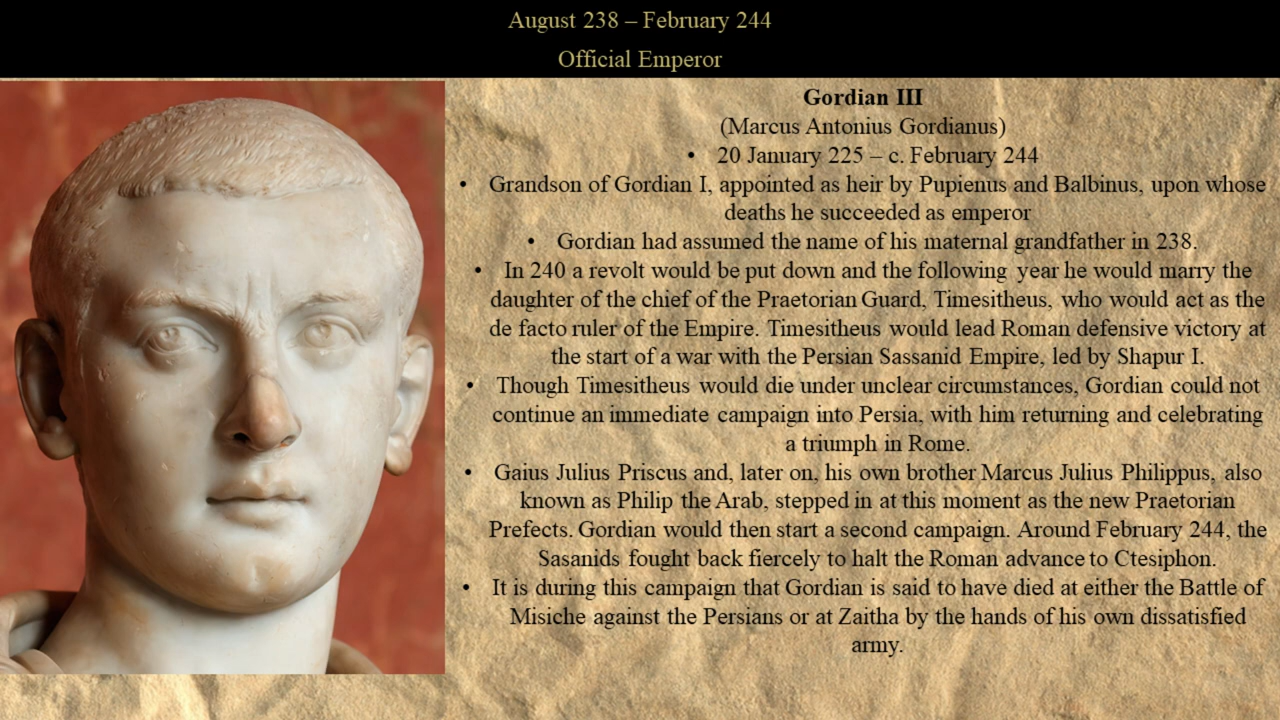 August 238 – February 244
Official Emperor
Gordian III
(Marcus Antonius Gordianus)
• 20 January 225 – c. February 244
• Grandson of Gordian I, appointed as heir by Pupienus and Balbinus, upon whose
deaths he succeeded as emperor
• Gordian had assumed the name of his maternal grandfather in 238.
• In 240 a revolt would be put down and the following year he would marry the
daughter of the chief of the Praetorian Guard, Timesitheus, who would act as the
de facto ruler of the Empire. Timesitheus would lead Roman defensive victory at
the start of a war with the Persian Sassanid Empire, led by Shapur I.
• Though Timesitheus would die under unclear circumstances, Gordian could not
continue an immediate campaign into Persia, with him returning and celebrating
a triumph in Rome.
• Gaius Julius Priscus and, later on, his own brother Marcus Julius Philippus, also
known as Philip the Arab, stepped in at this moment as the new Praetorian
Prefects. Gordian would then start a second campaign. Around February 244, the
Sasanids fought back fiercely to halt the Roman advance to Ctesiphon.
• It is during this campaign that Gordian is said to have died at either the Battle of
Misiche against the Persians or at Zaitha by the hands of his own dissatisfied
army.